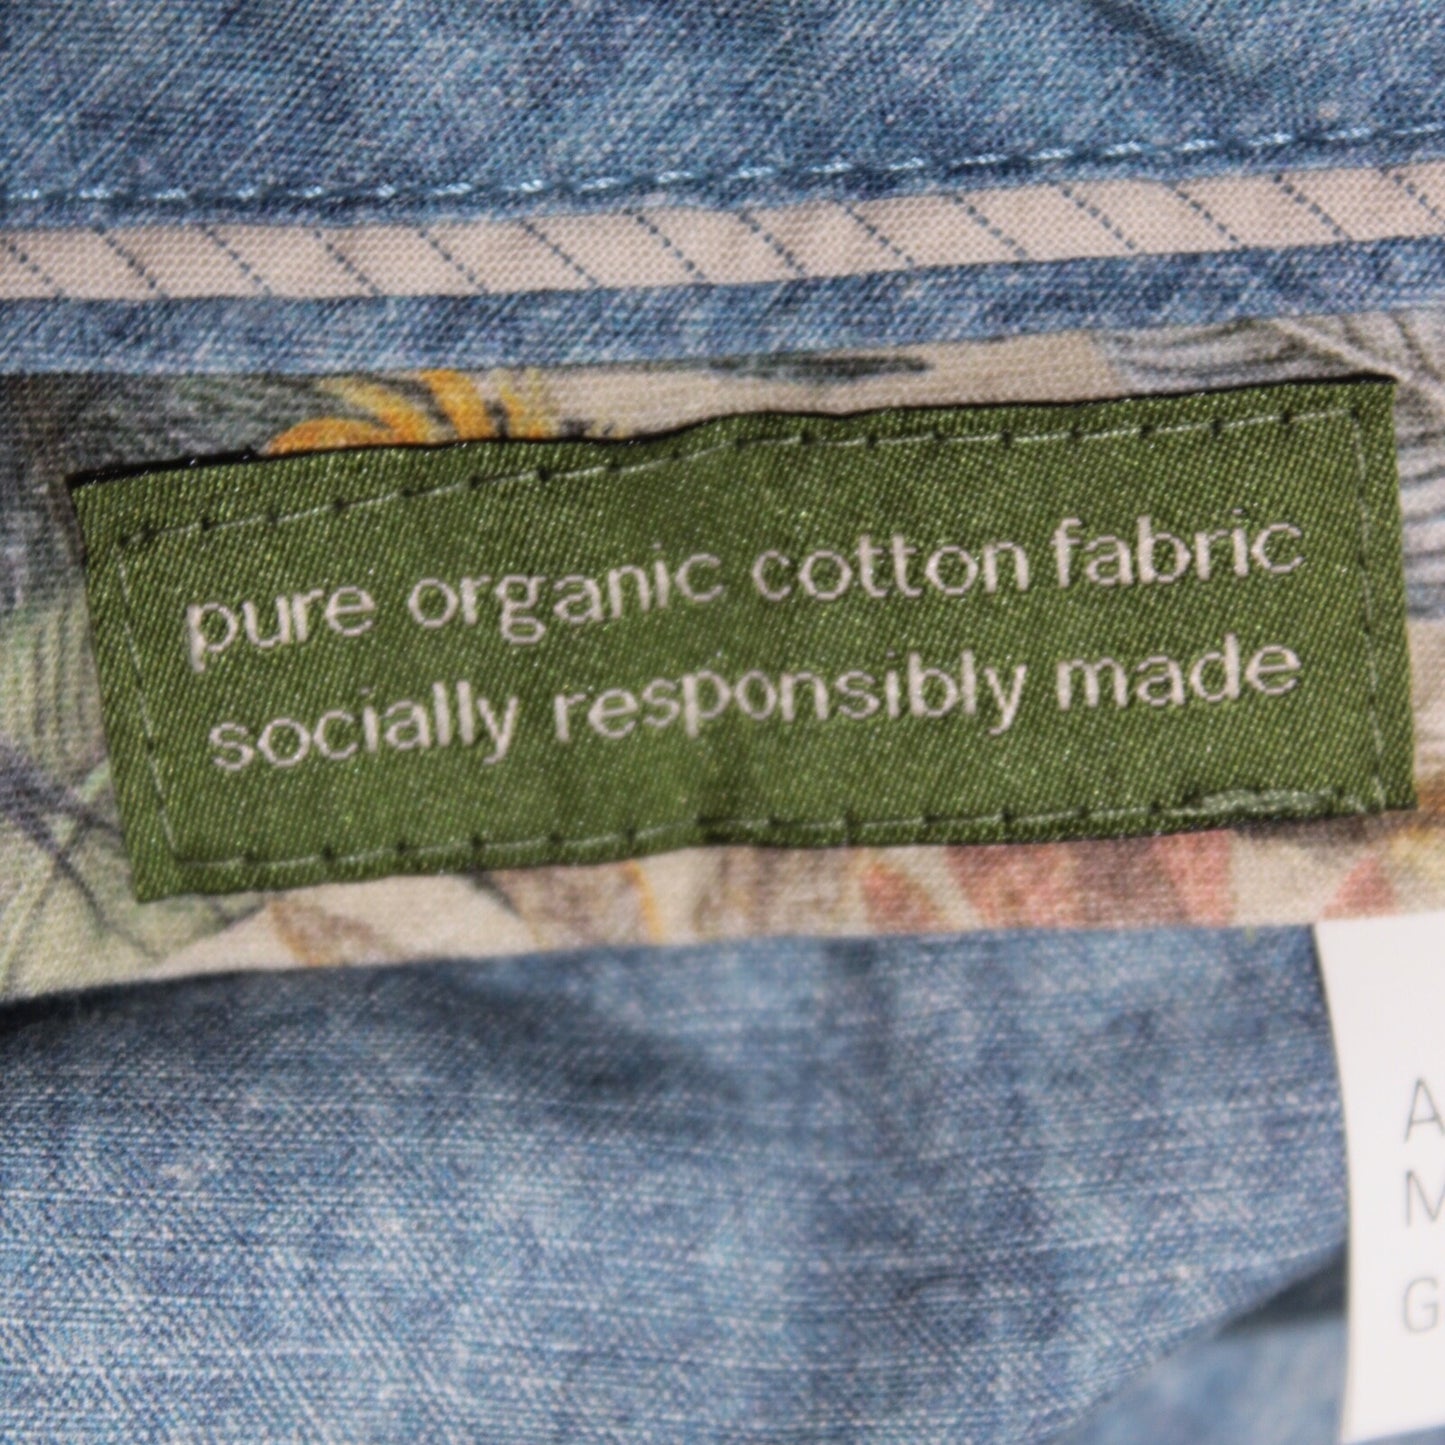 pure organic cotton fabric
socially responsibly made
A
M
G